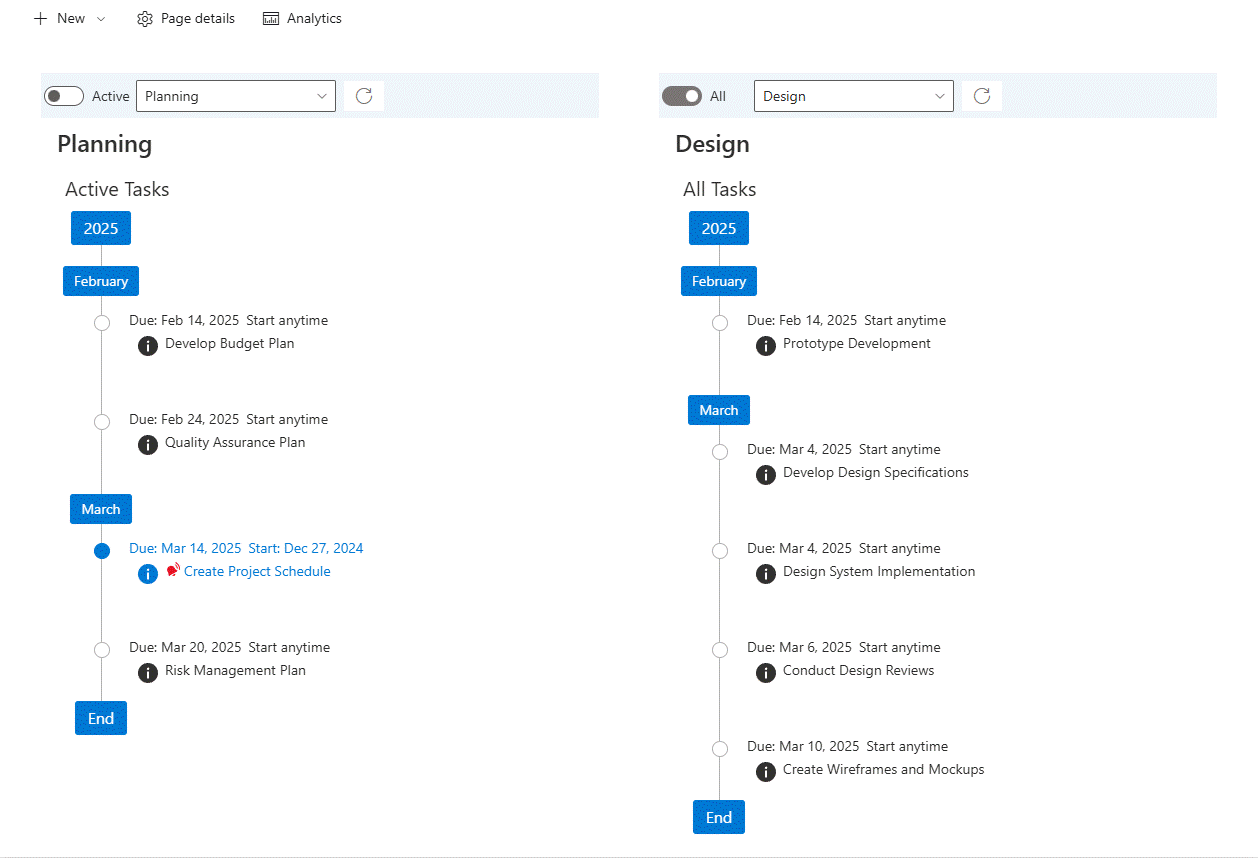 New Page details Analytics
Active Planning
Planning
Active Tasks
2025
February
Due: Feb 14, 2025 Start anytime
Develop Budget Plan
Due: Feb 24, 2025 Start anytime
Quality Assurance Plan
March
Due: Mar 14, 2025 Start: Dec 27, 2024
Create Project Schedule
Due: Mar 20, 2025 Start anytime
Risk Management Plan
End
All Design
Design
All Tasks
2025
February
Due: Feb 14, 2025 Start anytime
Prototype Development
March
Due: Mar 4, 2025 Start anytime
Develop Design Specifications
Due: Mar 4, 2025 Start anytime
Design System Implementation
Due: Mar 6, 2025 Start anytime
Conduct Design Reviews
Due: Mar 10, 2025 Start anytime
Create Wireframes and Mockups
End